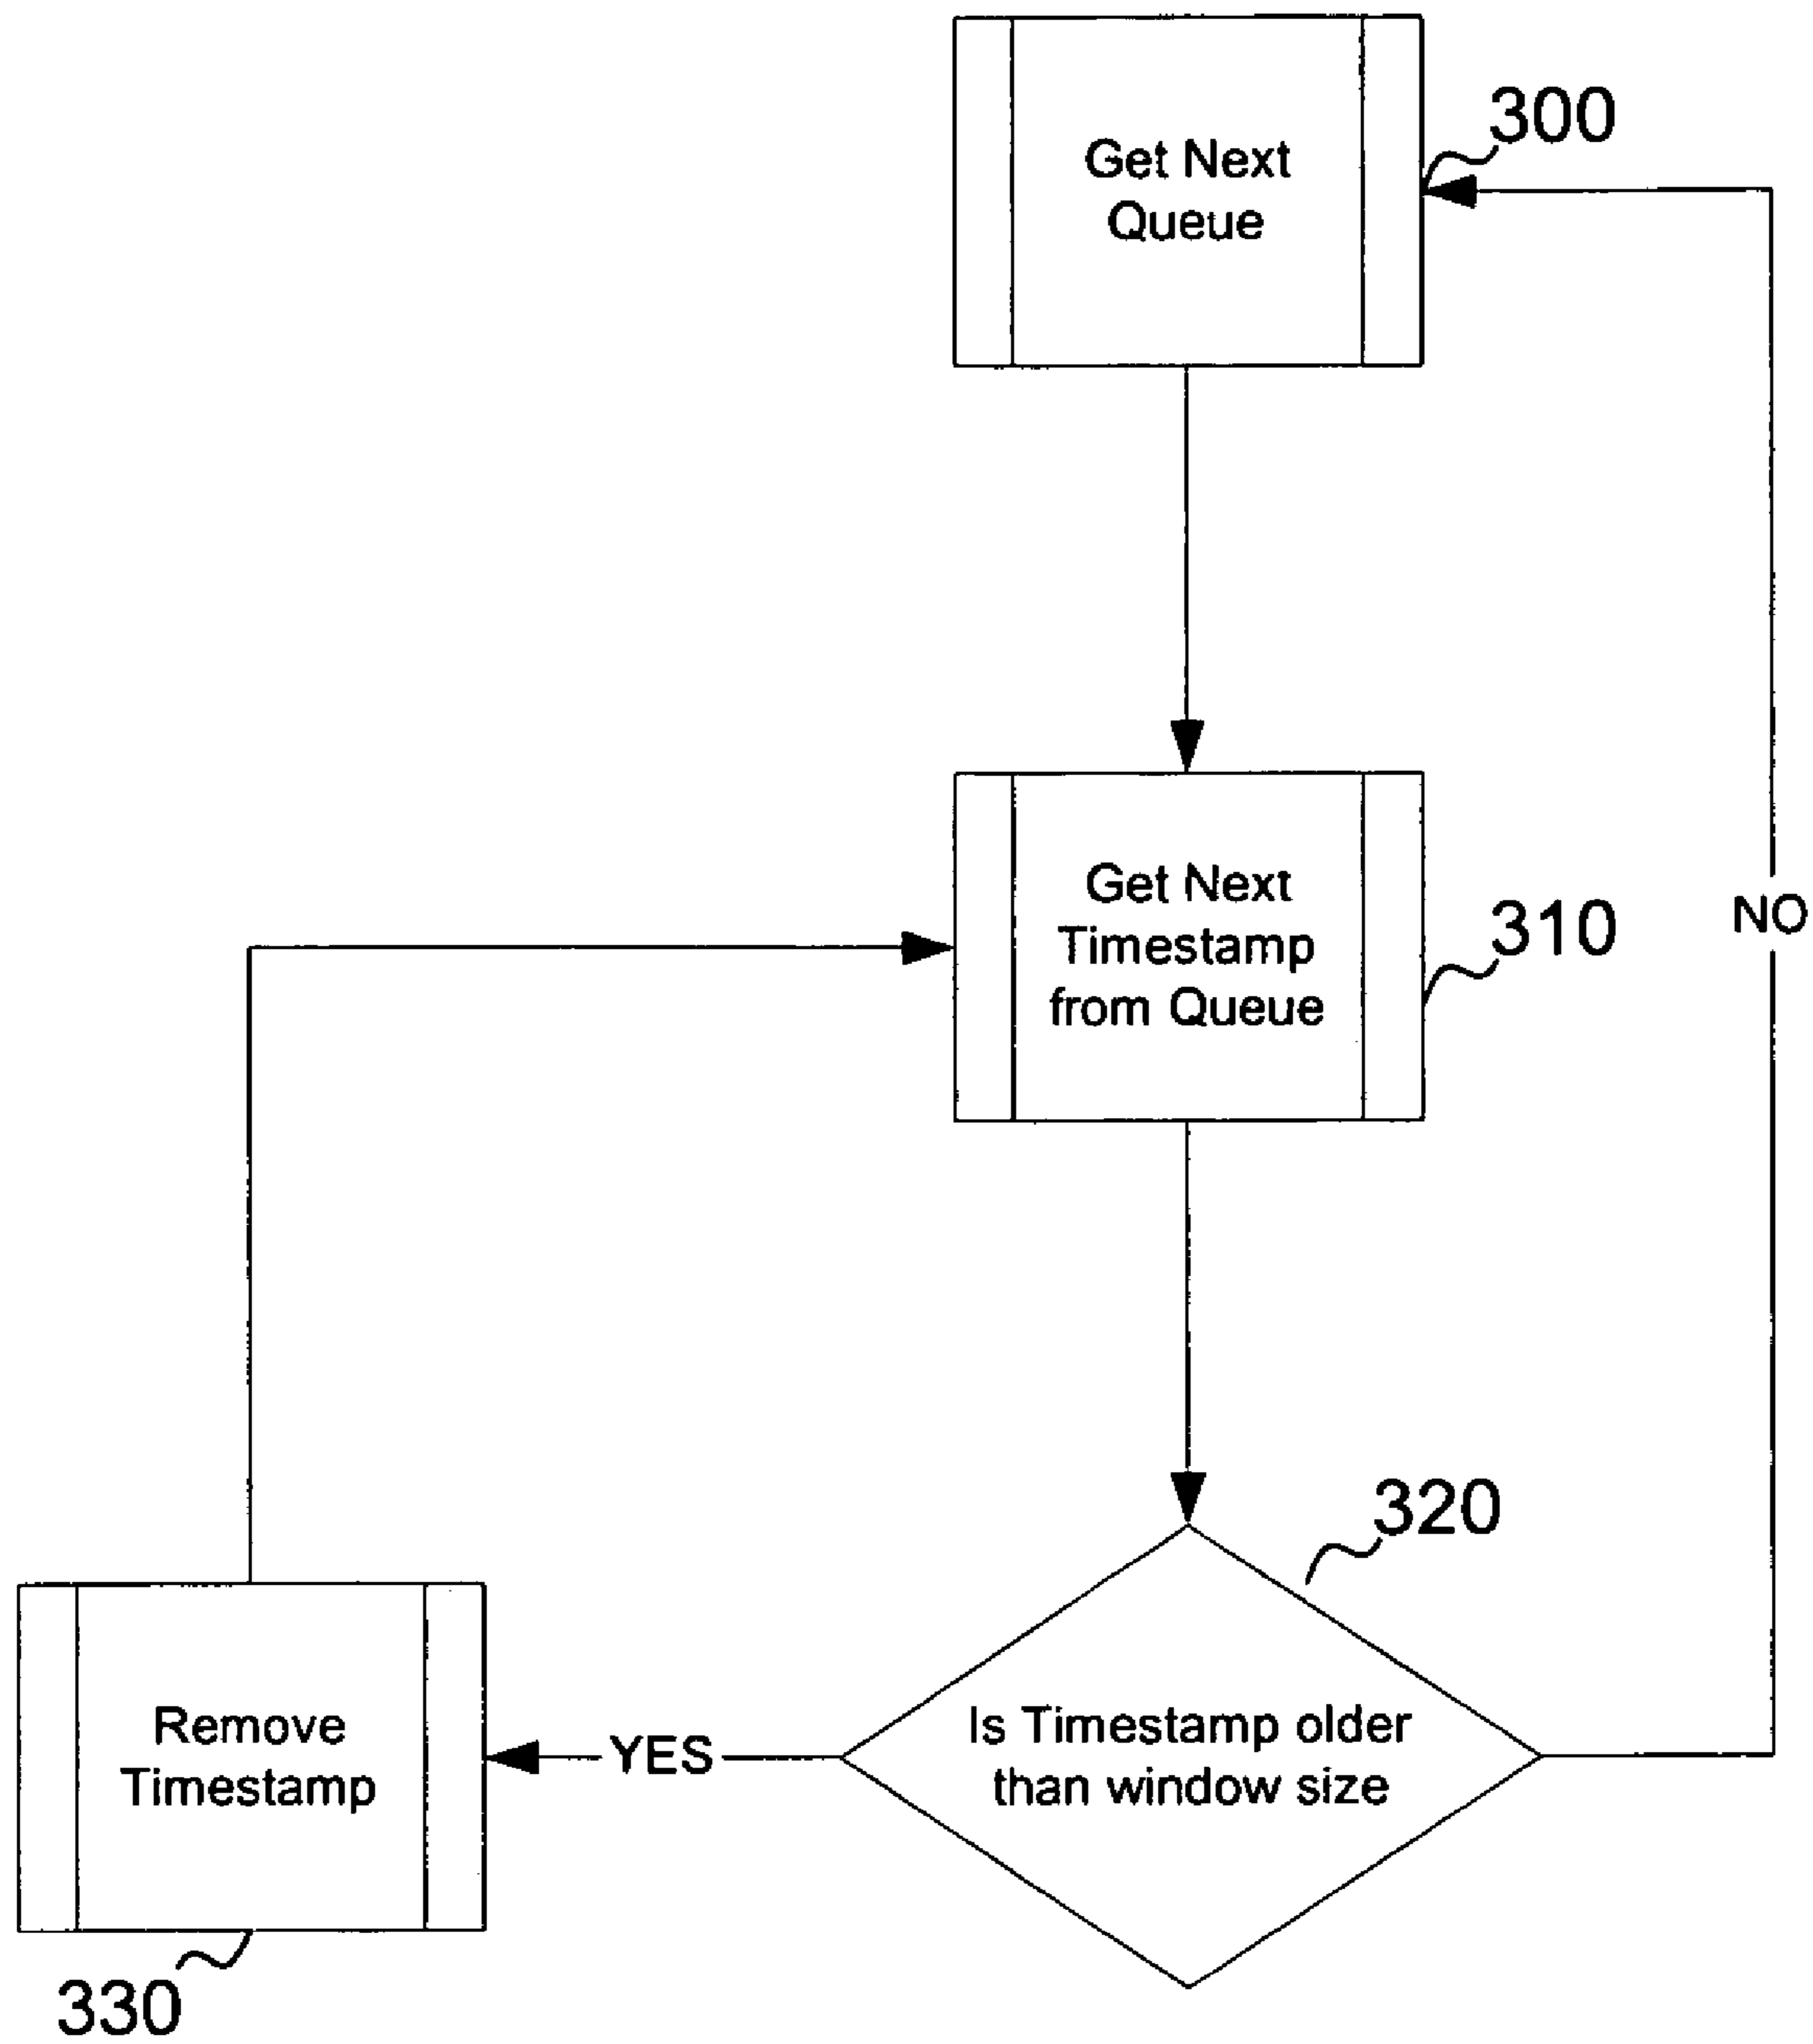 Get Next
Queue
300
Get Next
Timestamp
from Queue
310
NO
320
Is Timestamp older
than window size
YES
Remove
Timestamp
330